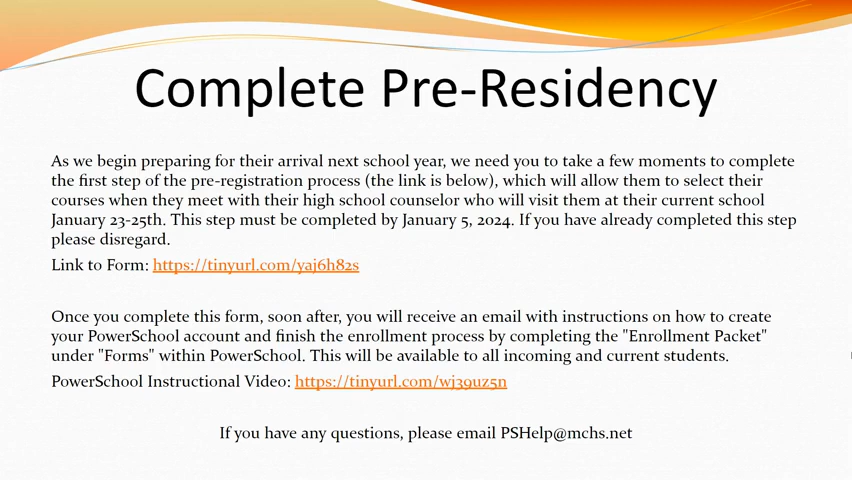 Complete Pre-Residency
As we begin preparing for their arrival next school year, we need you to take a few moments to complete
the first step of the pre-registration process (the link is below), which will allow them to select their
courses when they meet with their high school counselor who will visit them at their current school
January 23-25th. This step must be completed by January 5, 2024. If you have already completed this step
please disregard.
Link to Form: https://tinyurl.com/yaj6h82s
Once you complete this form, soon after, you will receive an email with instructions on how to create
your PowerSchool account and finish the enrollment process by completing the "Enrollment Packet"
under "Forms" within PowerSchool. This will be available to all incoming and current students.
PowerSchool Instructional Video: https://tinyurl.com/wj39uz5n
If you have any questions, please email PSHelp@mchs.net